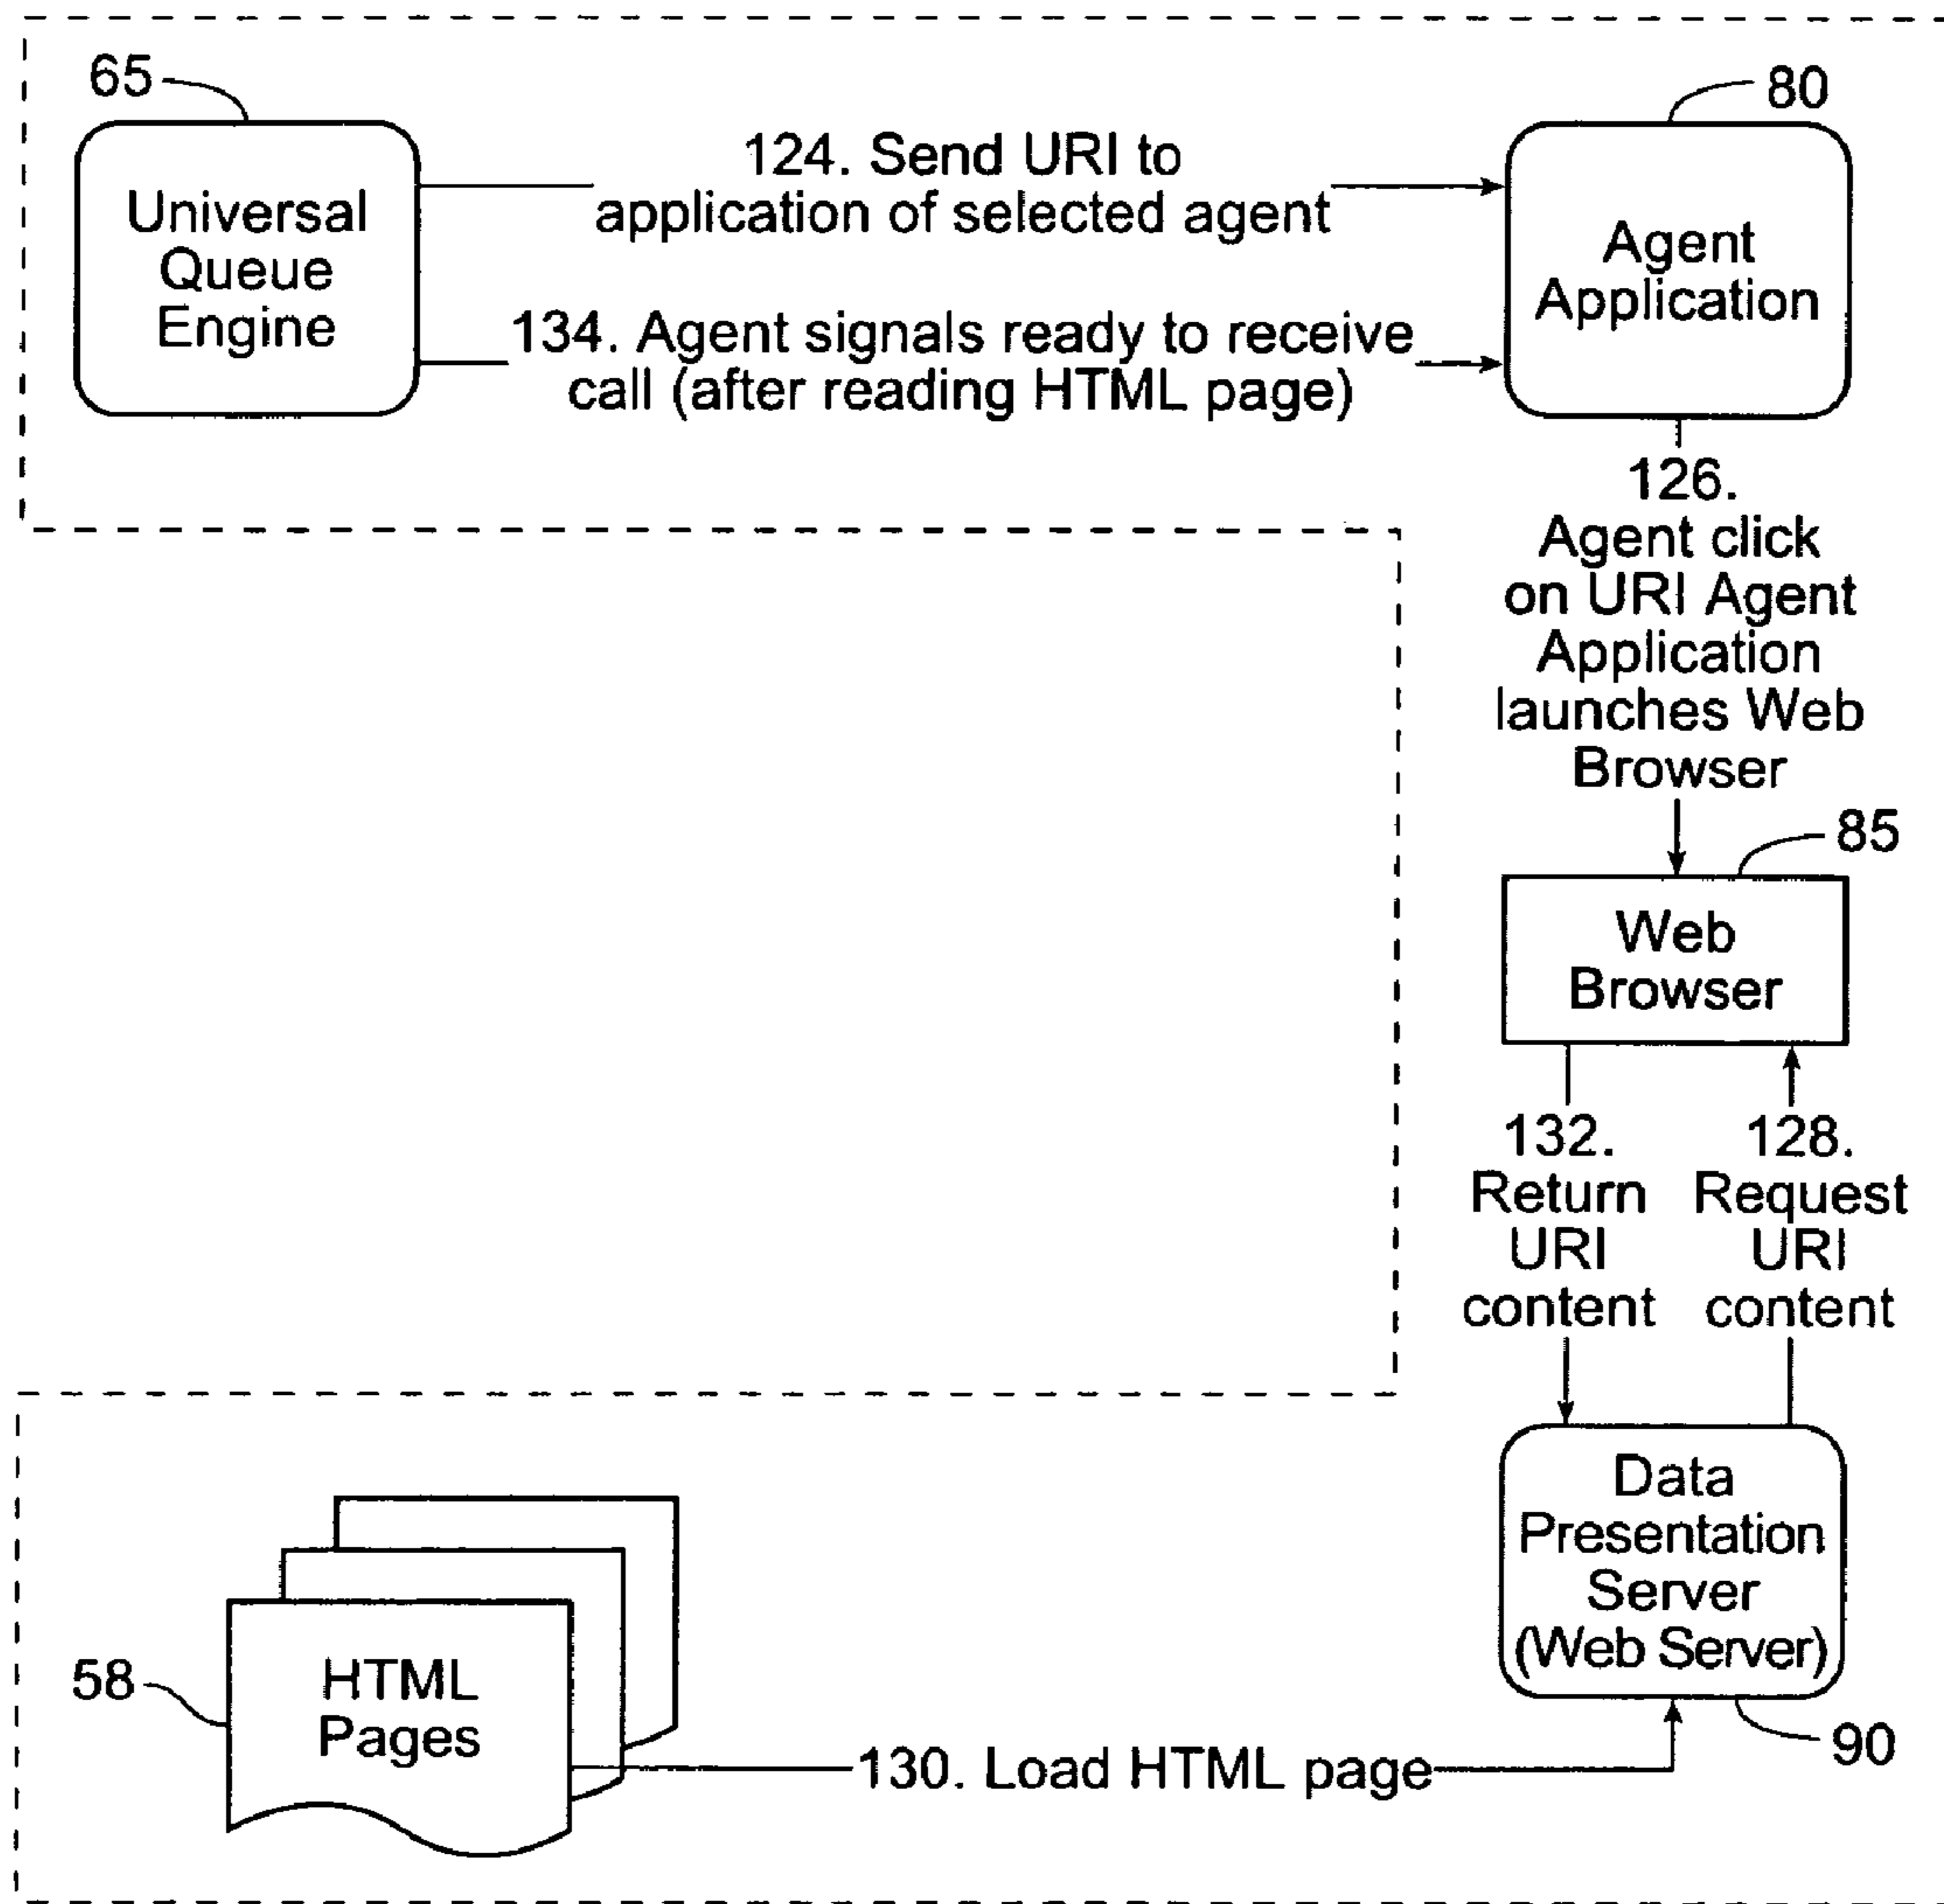 65
80
Universal
Queue
Engine
124. Send URI to
application of selected agent
134. Agent signals ready to receive
call (after reading HTML page)
Agent
Application
126.
Agent click
on URI Agent
Application
launches Web
Browser
85
Web
Browser
132.
Return
URI
content
128.
Request
URI
content
Data
Presentation
Server
(Web Server)
90
58
HTML
Pages
130. Load HTML page